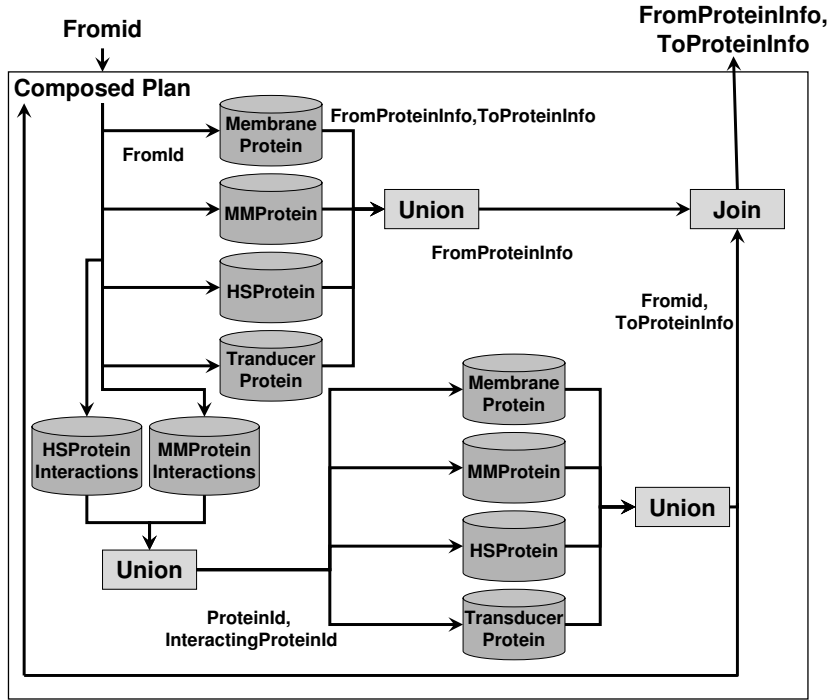 Fromid
FromProteinInfo,
ToProteinInfo
Composed Plan
Membrane
Protein
FromProteinInfo,ToProteinInfo
FromId
MMProtein
Union
Join
FromProteinInfo
HSProtein
Fromid,
ToProteinInfo
Tranducer
Protein
Membrane
Protein
HSProtein
Interactions
MMProtein
Interactions
MMProtein
Union
HSProtein
Union
ProteinId,
InteractingProteinId
Transducer
Protein